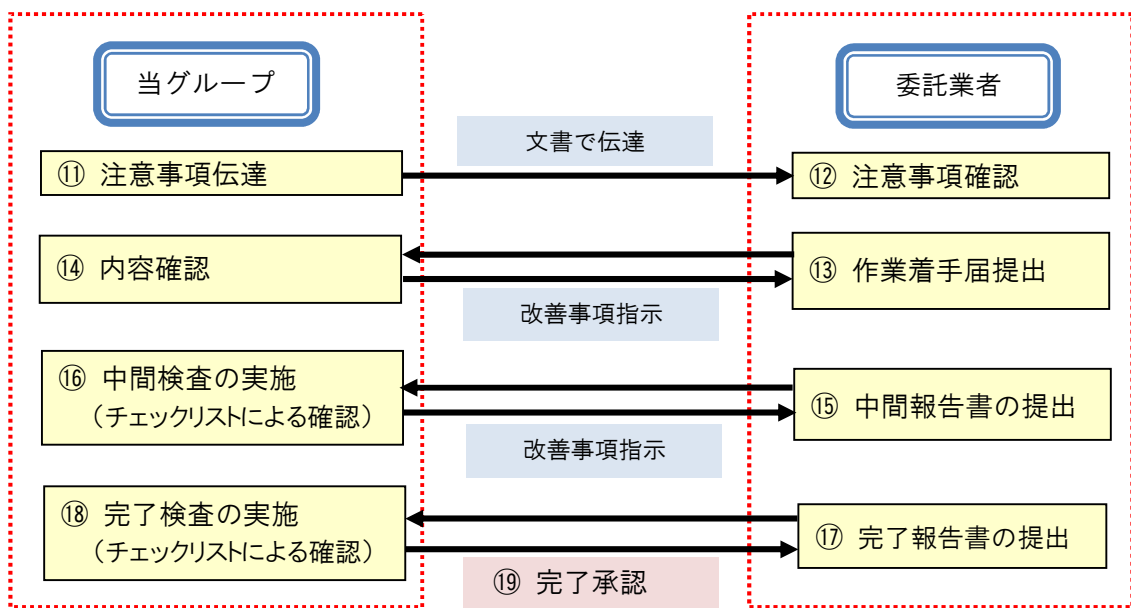 当グループ
委託業者
文書で伝達
⑪ 注意事項伝達
⑫ 注意事項確認
⑭ 内容確認
⑬ 作業着手届提出
改善事項指示
⑯ 中間検査の実施
(チェックリストによる確認)
⑮ 中間報告書の提出
改善事項指示
⑱ 完了検査の実施
(チェックリストによる確認)
⑰ 完了報告書の提出
⑲ 完了承認